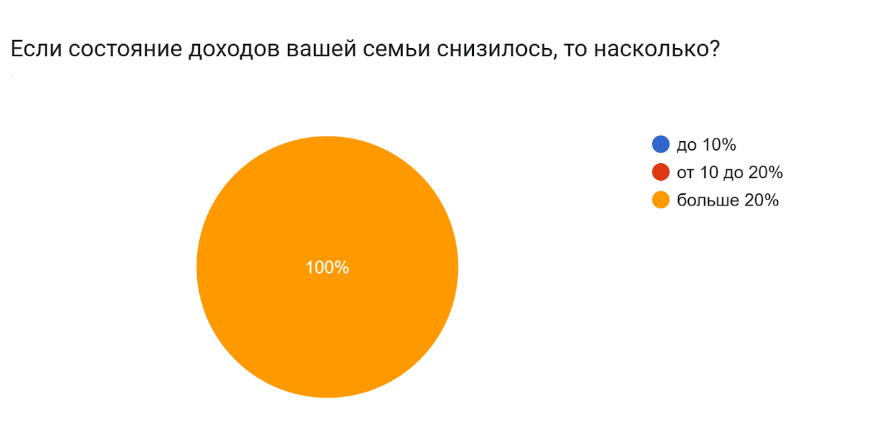 Если состояние доходов вашей семьи снизилось, то насколько?
до 10%
от 10 до 20%
больше 20%
100%